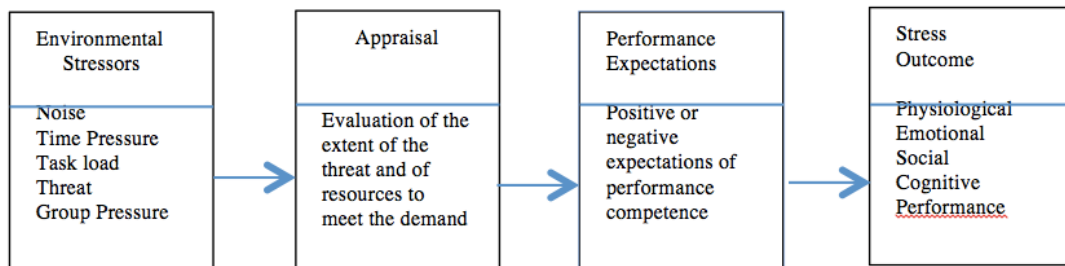 Environmental
Stressors
Noise
Time Pressure
Task load
Threat
Group Pressure
Appraisal
Evaluation of the
extent of the
threat and of
resources to
meet the demand
Performance
Expectations
Positive or
negative
expectations of
performance
competence
Stress
Outcome
Physiological
Emotional
Social
Cognitive
Performance